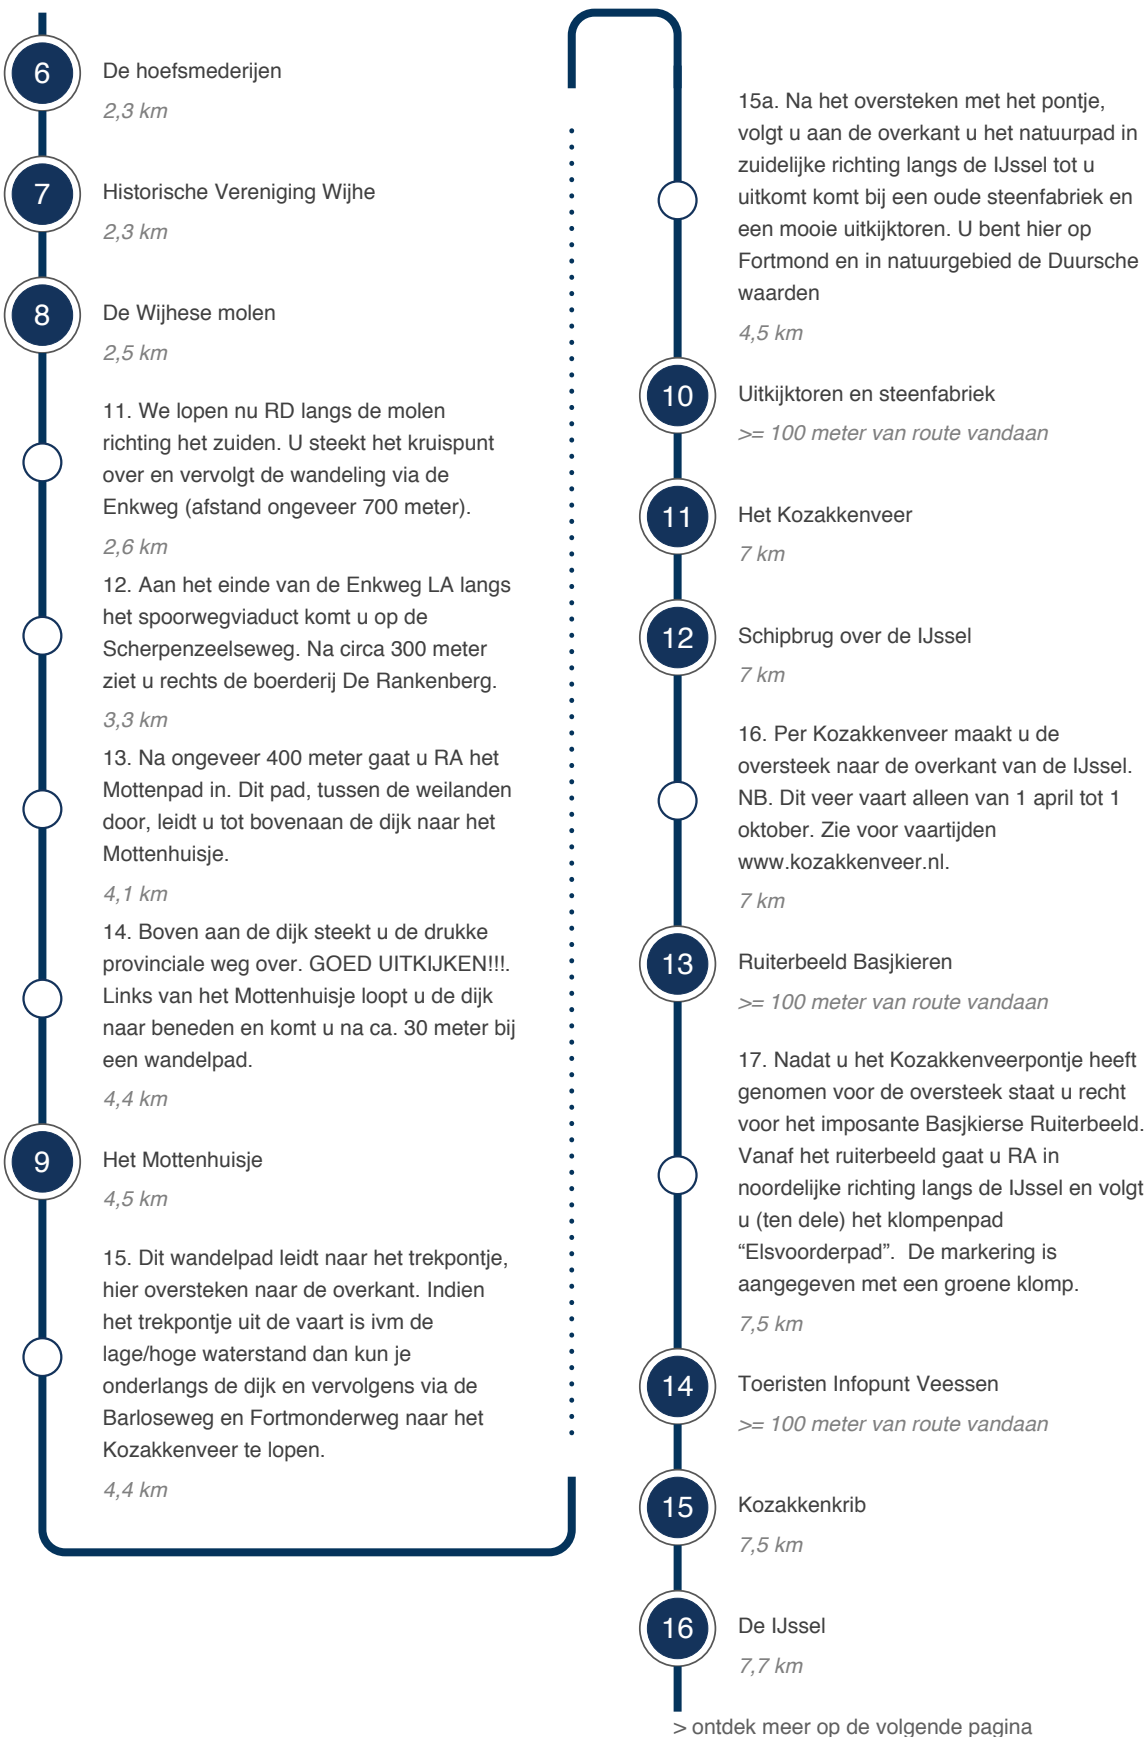 6
De hoefsmederijen
2,3 km
7
Historische Vereniging Wijhe
2,3 km
8
De Wijhese molen
2,5 km
11. We lopen nu RD langs de molen
richting het zuiden. U steekt het kruispunt
over en vervolgt de wandeling via de
Enkweg (afstand ongeveer 700 meter).
2,6 km
12. Aan het einde van de Enkweg LA langs
het spoorwegviaduct komt u op de
Scherpenzeelseweg. Na circa 300 meter
ziet u rechts de boerderij De Rankenberg.
3,3 km
13. Na ongeveer 400 meter gaat u RA het
Mottenpad in. Dit pad, tussen de weilanden
door, leidt u tot bovenaan de dijk naar het
Mottenhuisje.
4,1 km
14. Boven aan de dijk steekt u de drukke
provinciale weg over. GOED UITKIJKEN!!!.
Links van het Mottenhuisje loopt u de dijk
naar beneden en komt u na ca. 30 meter bij
een wandelpad.
4,4 km
9
Het Mottenhuisje
4,5 km
15. Dit wandelpad leidt naar het trekpontje,
hier oversteken naar de overkant. Indien
het trekpontje uit de vaart is ivm de
lage/hoge waterstand dan kun je
onderlangs de dijk en vervolgens via de
Barloseweg en Fortmonderweg naar het
Kozakkenveer te lopen.
4,4 km
15a. Na het oversteken met het pontje,
volgt u aan de overkant u het natuurpad in
zuidelijke richting langs de IJssel tot u
uitkomt komt bij een oude steenfabriek en
een mooie uitkijktoren. U bent hier op
Fortmond en in natuurgebied de Duursche
waarden
4,5 km
10
Uitkijktoren en steenfabriek
>= 100 meter van route vandaan
11
Het Kozakkenveer
7 km
12
Schipbrug over de IJssel
7 km
16. Per Kozakkenveer maakt u de
oversteek naar de overkant van de IJssel.
NB. Dit veer vaart alleen van 1 april tot 1
oktober. Zie voor vaartijden
www.kozakkenveer.nl.
7 km
13
Ruiterbeeld Basjkieren
>= 100 meter van route vandaan
17. Nadat u het Kozakkenveerpontje heeft
genomen voor de oversteek staat u recht
voor het imposante Basjkierse Ruiterbeeld.
Vanaf het ruiterbeeld gaat u RA in
noordelijke richting langs de IJssel en volgt
u (ten dele) het klompenpad
“Elsvoorderpad”.  De markering is
aangegeven met een groene klomp.
7,5 km
14
Toeristen Infopunt Veessen
>= 100 meter van route vandaan
15
Kozakkenkrib
7,5 km
16
De IJssel
7,7 km
> ontdek meer op de volgende pagina